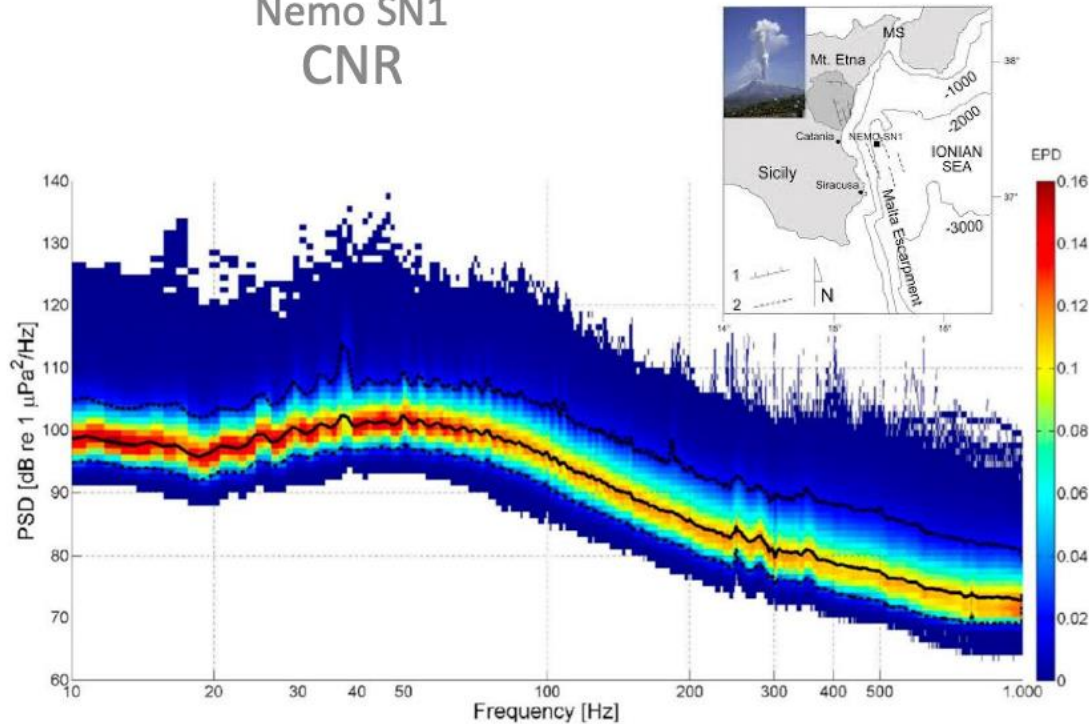 Nemo SN1
CNR
MS
Mt. Etna
38°
-1000
-2000
Catania
NEMO-SN1
IONIAN
SEA
Sicily
Siracusa
37°
Malta Escarpment
-3000
1
2
N
14°
15°
16°
EPD
0.16
0.14
0.12
0.1
0.08
0.06
0.04
0.02
0
PSD [dB re 1 µPa²/Hz]
140
130
120
110
100
90
80
70
60
10
20
30
40
50
100
200
300
400
500
1.000
Frequency [Hz]